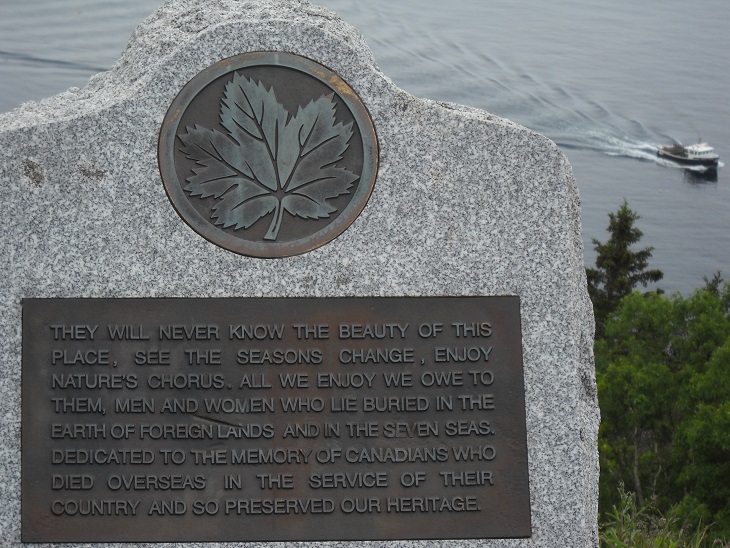 THEY WILL NEVER KNOW THE BEAUTY OF THIS
PLACE, SEE THE SEASONS CHANGE, ENJOY
NATURE'S CHORUS. ALL WE ENJOY WE OWE TO
THEM, MEN AND WOMEN WHO LIE BURIED IN THE
EARTH OF FOREIGN LANDS AND IN THE SEVEN SEAS.
DEDICATED TO THE MEMORY OF CANADIANS WHO
DIED OVERSEAS IN THE SERVICE OF THEIR
COUNTRY AND SO PRESERVED OUR HERITAGE.